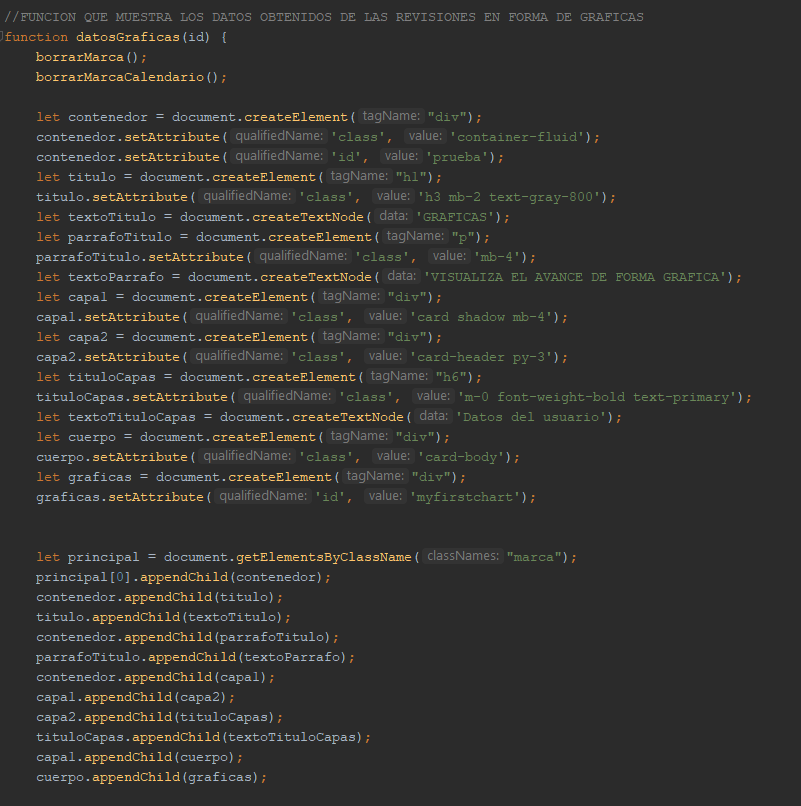 //FUNCION QUE MUESTRA LOS DATOS OBTENIDOS DE LAS REVISIONES EN FORMA DE GRAFICAS
function datosGraficas(id) {
    borrarMarca();
    borrarMarcaCalendario();

    let contenedor = document.createElement( tagName: "div");
    contenedor.setAttribute( qualifiedName: 'class', value: 'container-fluid');
    contenedor.setAttribute( qualifiedName: 'id', value: 'prueba');
    let titulo = document.createElement( tagName: "h1");
    titulo.setAttribute( qualifiedName: 'class', value: 'h3 mb-2 text-gray-800');
    let textoTitulo = document.createTextNode( data: 'GRAFICAS');
    let parrafoTitulo = document.createElement( tagName: "p");
    parrafoTitulo.setAttribute( qualifiedName: 'class', value: 'mb-4');
    let textoParrafo = document.createTextNode( data: 'VISUALIZA EL AVANCE DE FORMA GRAFICA');
    let capa1 = document.createElement( tagName: "div");
    capa1.setAttribute( qualifiedName: 'class', value: 'card shadow mb-4');
    let capa2 = document.createElement( tagName: "div");
    capa2.setAttribute( qualifiedName: 'class', value: 'card-header py-3');
    let tituloCapas = document.createElement( tagName: "h6");
    tituloCapas.setAttribute( qualifiedName: 'class', value: 'm-0 font-weight-bold text-primary');
    let textoTituloCapas = document.createTextNode( data: 'Datos del usuario');
    let cuerpo = document.createElement( tagName: "div");
    cuerpo.setAttribute( qualifiedName: 'class', value: 'card-body');
    let graficas = document.createElement( tagName: "div");
    graficas.setAttribute( qualifiedName: 'id', value: 'myfirstchart');

    let principal = document.getElementsByClassName( classNames: "marca");
    principal[0].appendChild(contenedor);
    contenedor.appendChild(titulo);
    titulo.appendChild(textoTitulo);
    contenedor.appendChild(parrafoTitulo);
    parrafoTitulo.appendChild(textoParrafo);
    contenedor.appendChild(capa1);
    capa1.appendChild(capa2);
    capa2.appendChild(tituloCapas);
    tituloCapas.appendChild(textoTituloCapas);
    capa1.appendChild(cuerpo);
    cuerpo.appendChild(graficas);